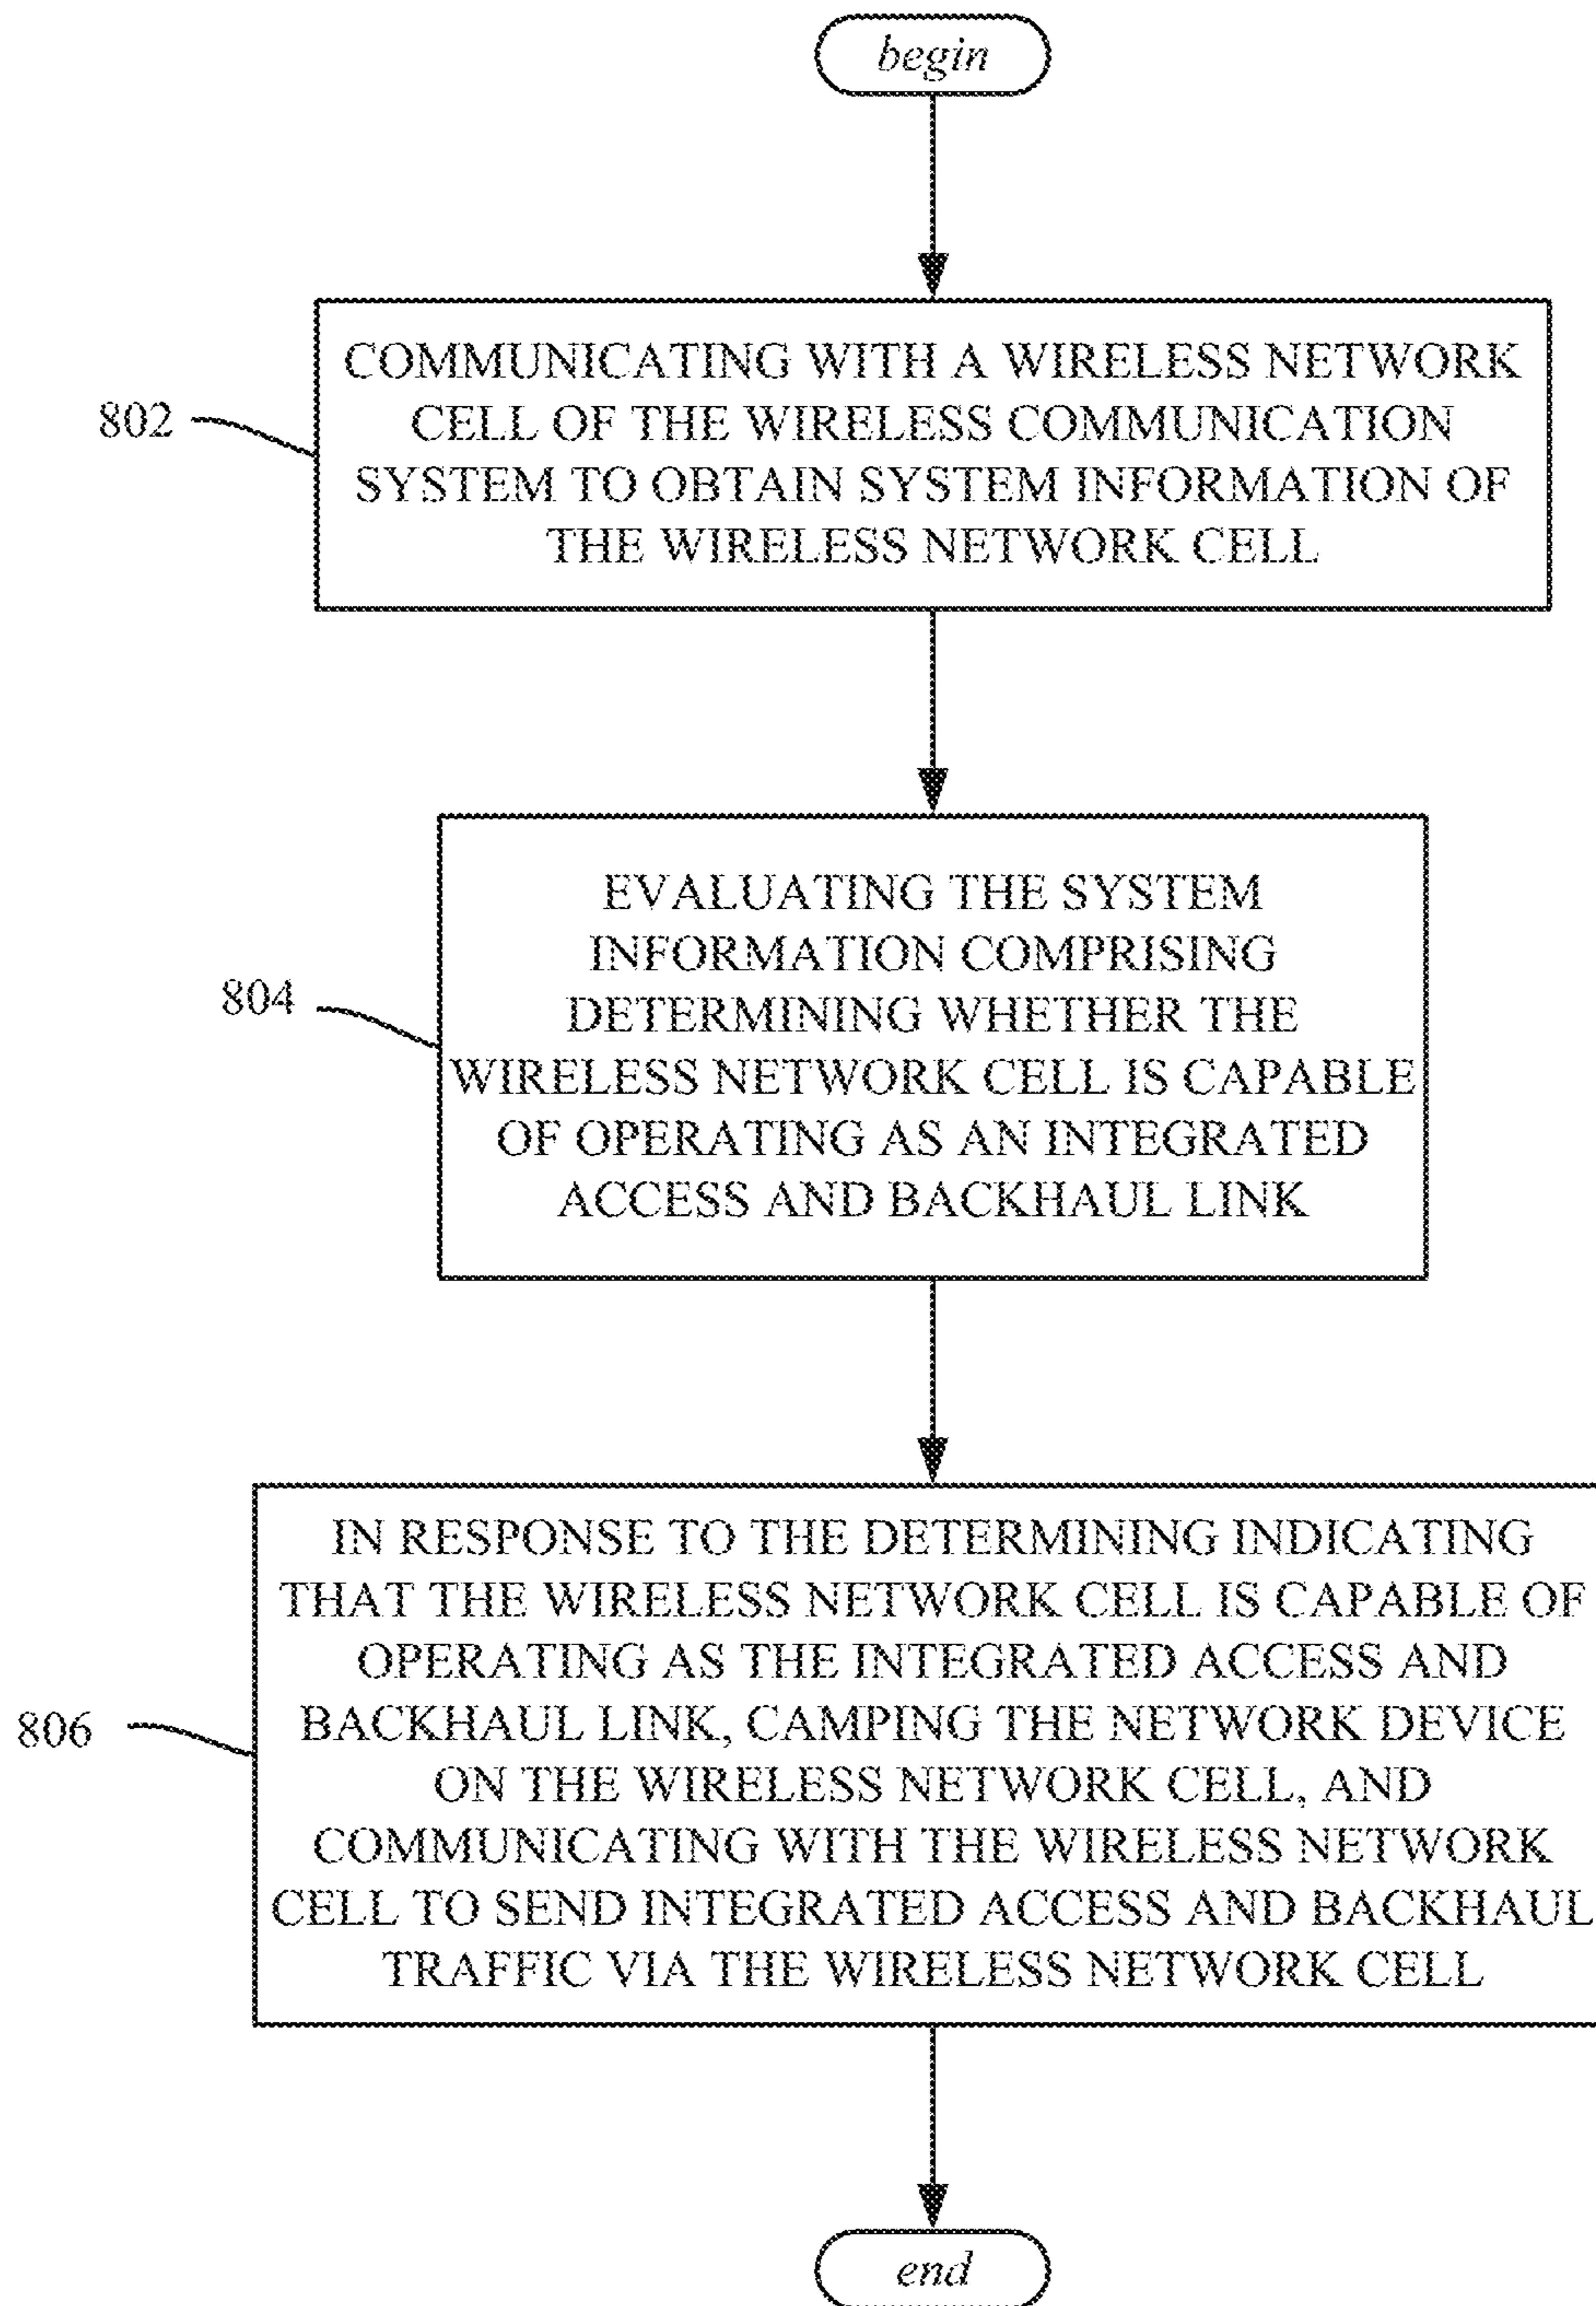 begin
802
COMMUNICATING WITH A WIRELESS NETWORK
CELL OF THE WIRELESS COMMUNICATION
SYSTEM TO OBTAIN SYSTEM INFORMATION OF
THE WIRELESS NETWORK CELL
804
EVALUATING THE SYSTEM
INFORMATION COMPRISING
DETERMINING WHETHER THE
WIRELESS NETWORK CELL IS CAPABLE
OF OPERATING AS AN INTEGRATED
ACCESS AND BACKHAUL LINK
806
IN RESPONSE TO THE DETERMINING INDICATING
THAT THE WIRELESS NETWORK CELL IS CAPABLE OF
OPERATING AS THE INTEGRATED ACCESS AND
BACKHAUL LINK, CAMPING THE NETWORK DEVICE
ON THE WIRELESS NETWORK CELL, AND
COMMUNICATING WITH THE WIRELESS NETWORK
CELL TO SEND INTEGRATED ACCESS AND BACKHAUL
TRAFFIC VIA THE WIRELESS NETWORK CELL
end